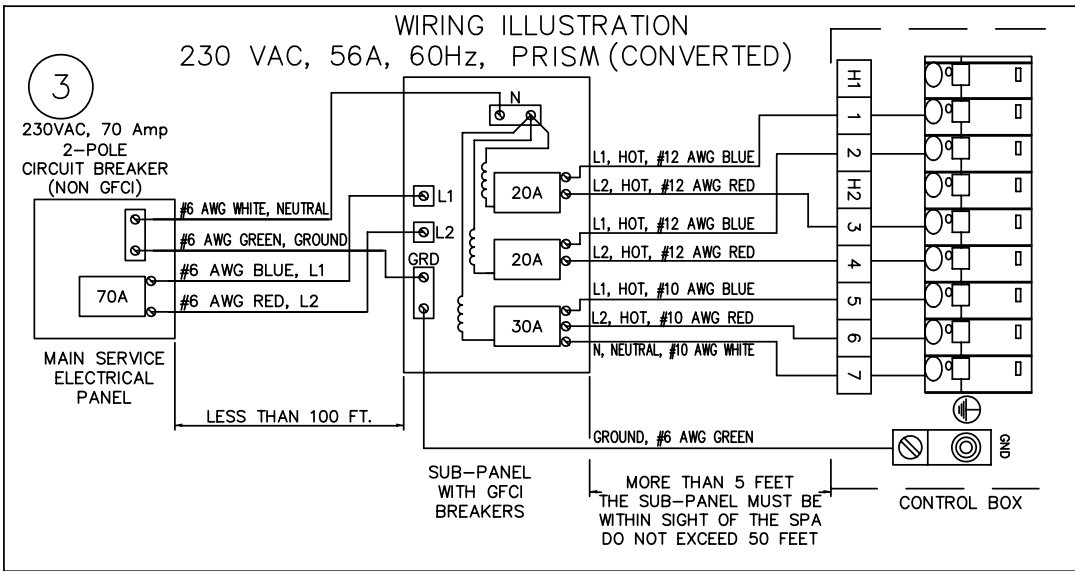 WIRING ILLUSTRATION
230 VAC, 56A, 60Hz, PRISM (CONVERTED)
3
230VAC, 70 Amp
2-POLE
CIRCUIT BREAKER
(NON GFCI)
#6 AWG WHITE, NEUTRAL
#6 AWG GREEN, GROUND
#6 AWG BLUE, L1
#6 AWG RED, L2
70A
MAIN SERVICE
ELECTRICAL
PANEL
LESS THAN 100 FT.
N
L1
L2
GRD
20A
20A
30A
SUB-PANEL
WITH GFCI
BREAKERS
L1, HOT, #12 AWG BLUE
L2, HOT, #12 AWG RED
L1, HOT, #12 AWG BLUE
L2, HOT, #12 AWG RED
L1, HOT, #10 AWG BLUE
L2, HOT, #10 AWG RED
N, NEUTRAL, #10 AWG WHITE
GROUND, #6 AWG GREEN
MORE THAN 5 FEET
THE SUB-PANEL MUST BE
WITHIN SIGHT OF THE SPA
DO NOT EXCEED 50 FEET
H1
1
2
H2
3
4
5
6
7
GND
CONTROL BOX